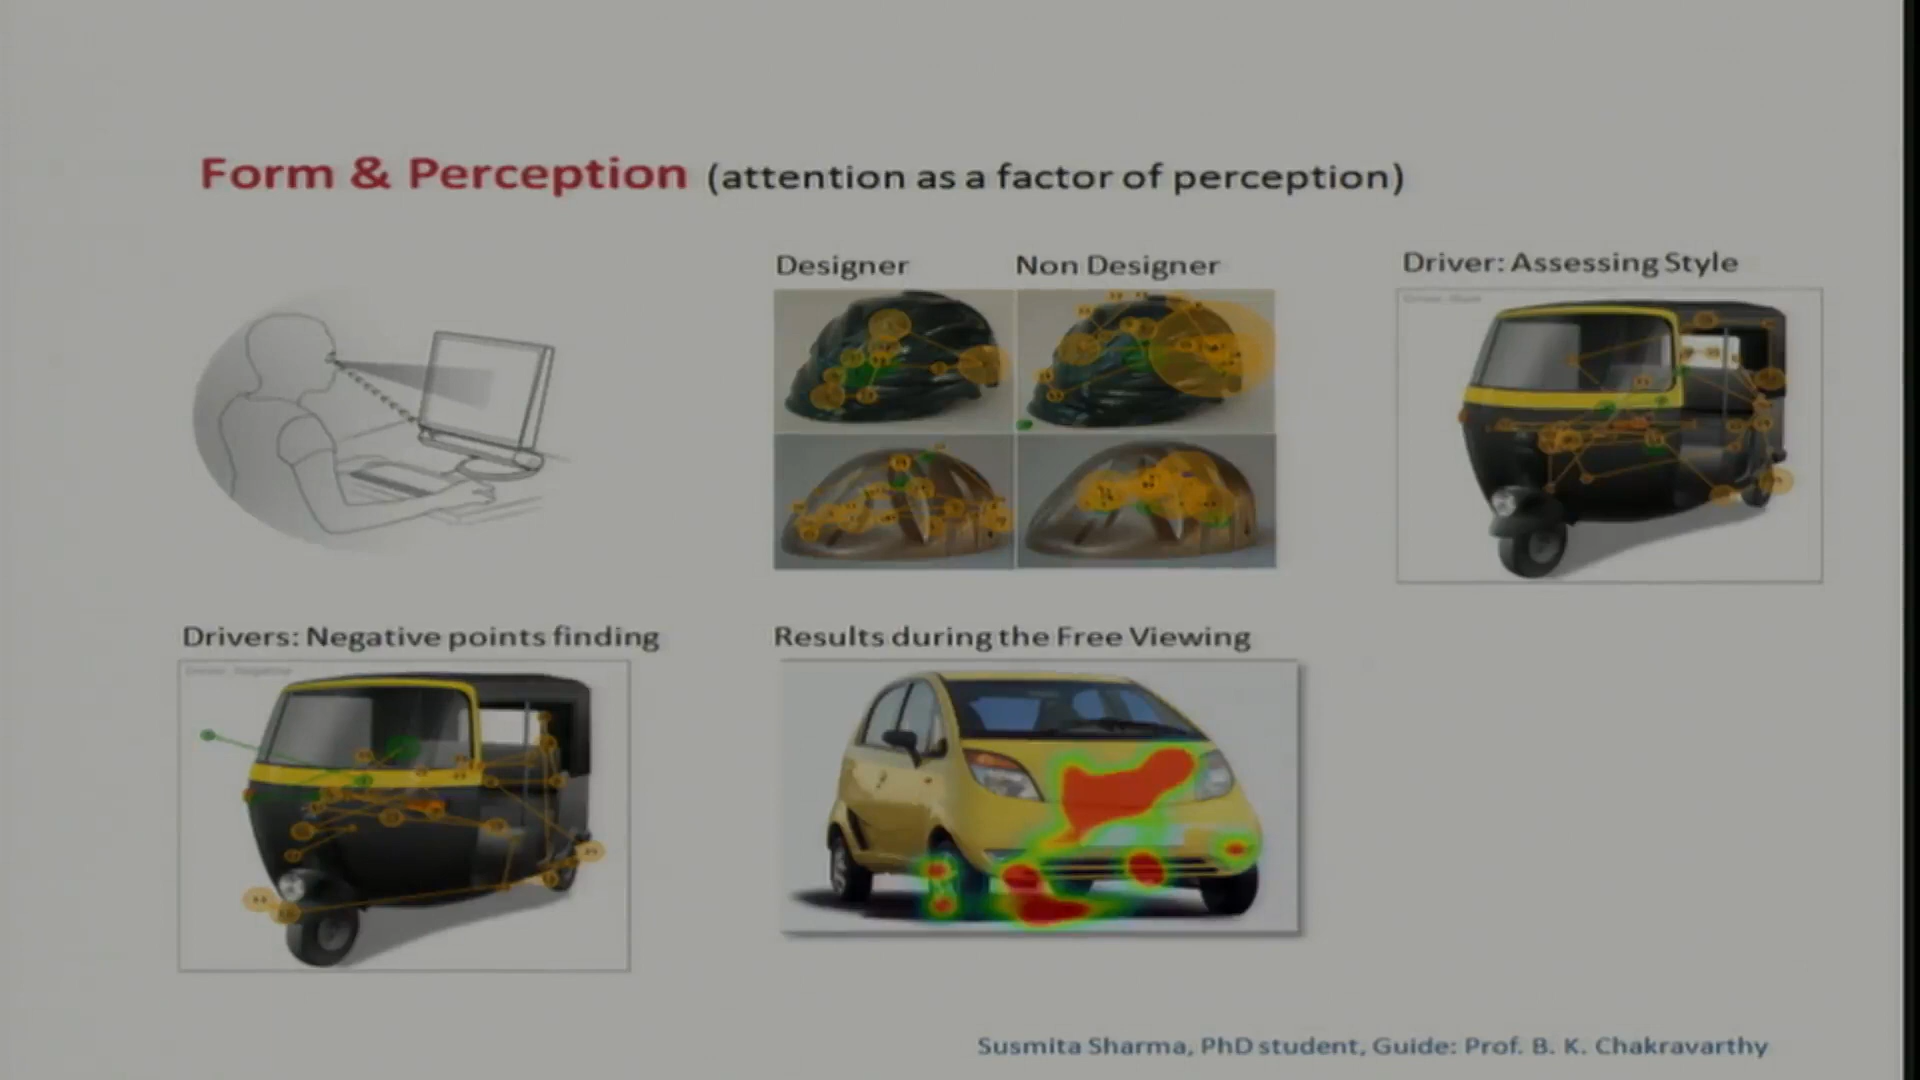 Form & Perception (attention as a factor of perception)
Designer
Non Designer
Driver: Assessing Style
Drivers: Negative points finding
Results during the Free Viewing
Susmita Sharma, PhD student, Guide: Prof. B. K. Chakravarthy